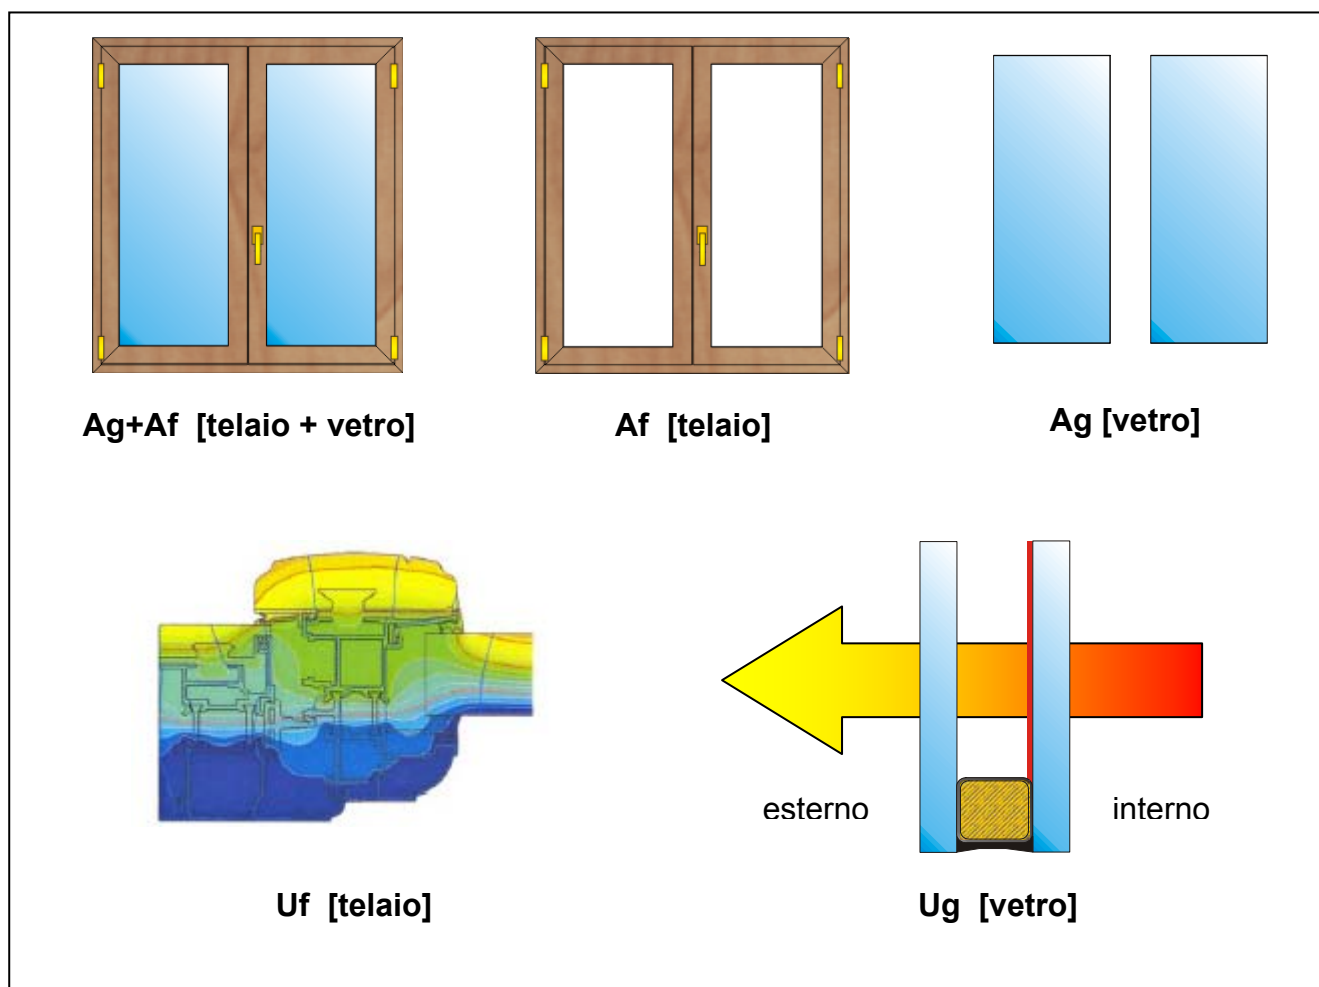 Ag+Af [telaio + vetro]
Af [telaio]
Ag [vetro]
esterno
interno
Uf [telaio]
Ug [vetro]